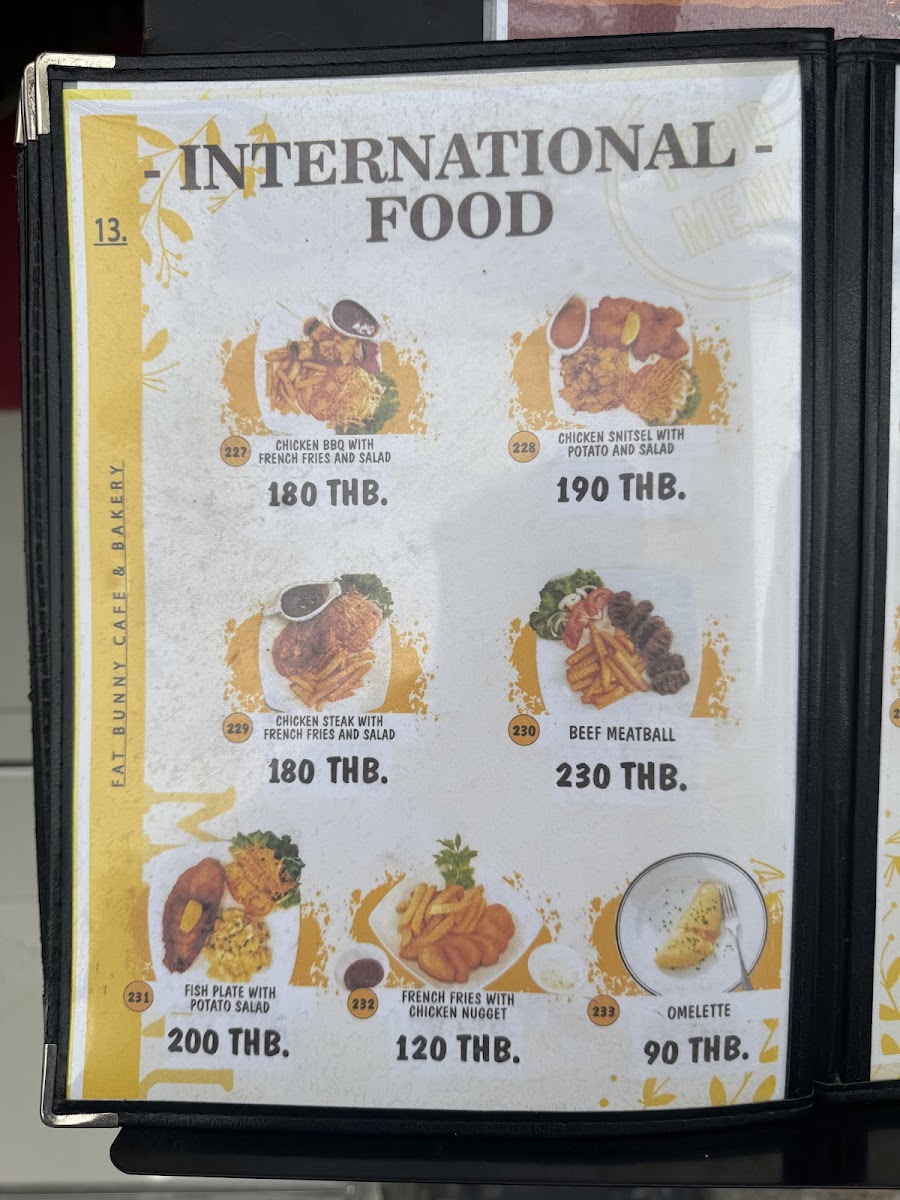 - INTERNATIONAL -
FOOD
FOOD
MENU
13.
FAT BUNNY CAFE & BAKERY
227
CHICKEN BBQ WITH
FRENCH FRIES AND SALAD
180 THB.
228
CHICKEN SNITSEL WITH
POTATO AND SALAD
190 THB.
229
CHICKEN STEAK WITH
FRENCH FRIES AND SALAD
180 THB.
230
BEEF MEATBALL
230 THB.
231
FISH PLATE WITH
POTATO SALAD
200 THB.
232
FRENCH FRIES WITH
CHICKEN NUGGET
120 THB.
233
OMELETTE
90 THB.